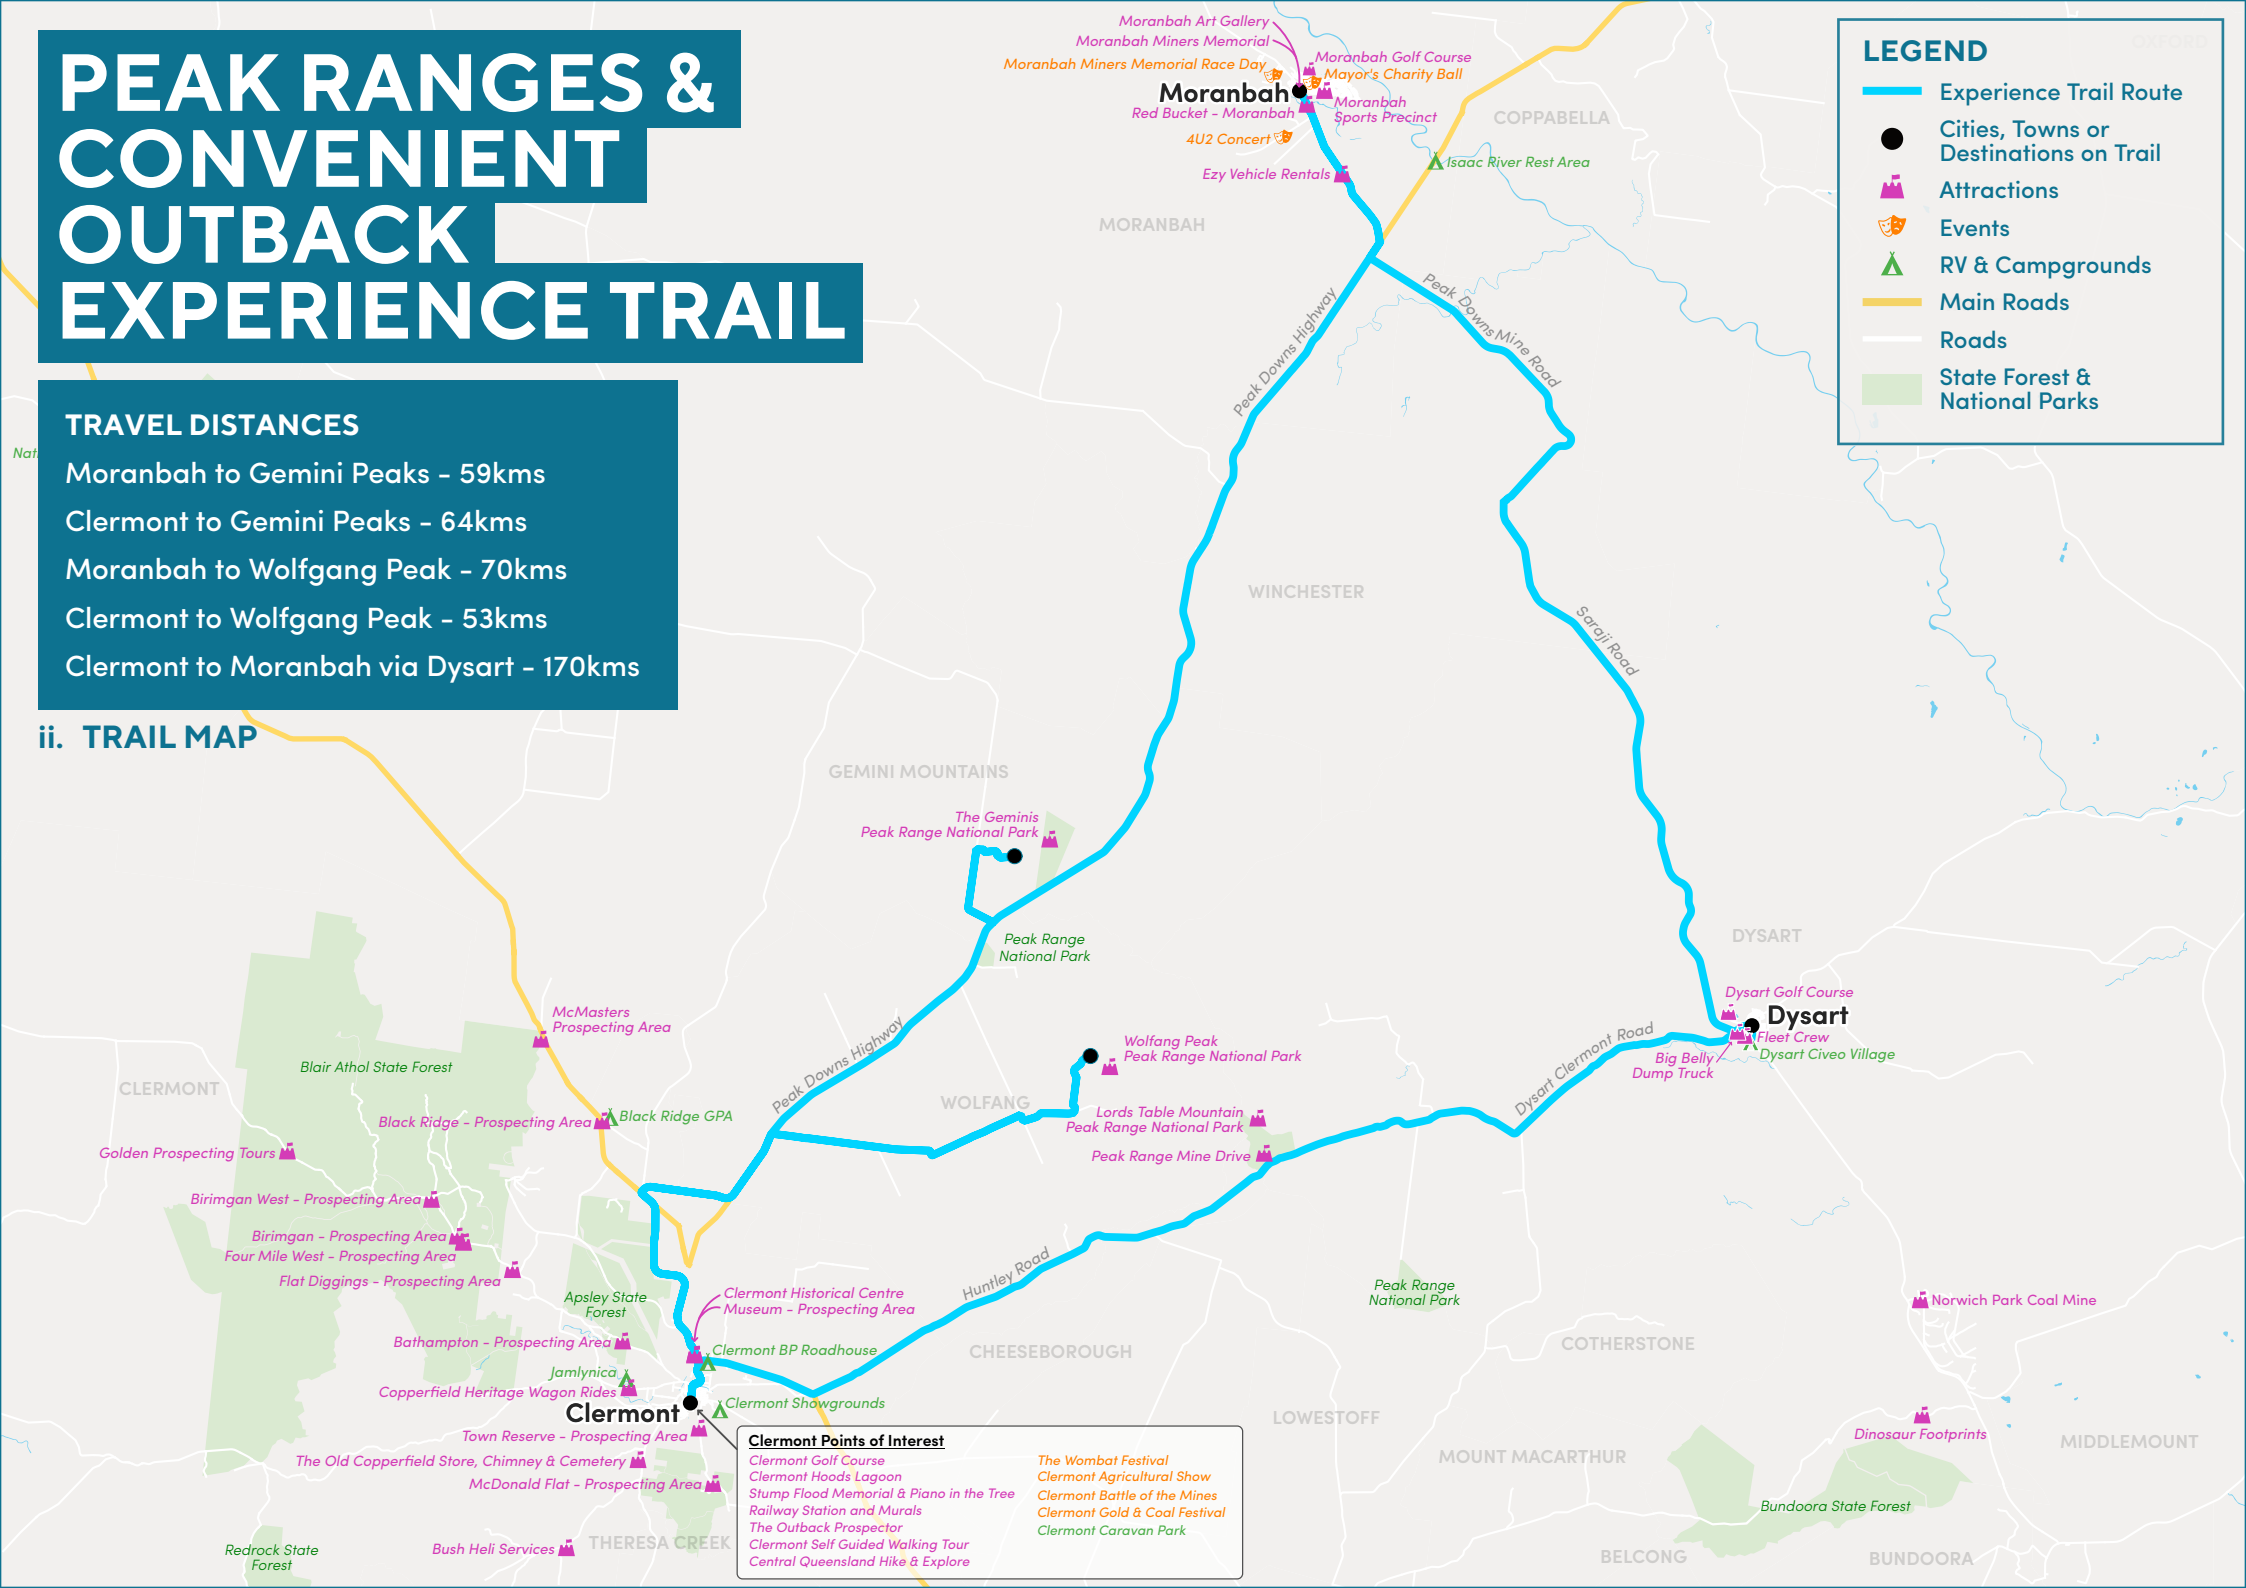 PEAK RANGES &
CONVENIENT
OUTBACK
EXPERIENCE TRAIL
TRAVEL DISTANCES
Moranbah to Gemini Peaks - 59kms
Clermont to Gemini Peaks - 64kms
Moranbah to Wolfgang Peak - 70kms
Clermont to Wolfgang Peak - 53kms
Clermont to Moranbah via Dysart - 170kms
ii. TRAIL MAP
LEGEND
Experience Trail Route
Cities, Towns or
Destinations on Trail
Attractions
Events
RV & Campgrounds
Main Roads
Roads
State Forest &
National Parks
OXFORD
Moranbah Art Gallery
Moranbah Miners Memorial
Moranbah Golf Course
Moranbah Miners Memorial Race Day
Mayor's Charity Ball
Moranbah
Moranbah
Sports Precinct
Red Bucket - Moranbah
4U2 Concert
Ezy Vehicle Rentals
Isaac River Rest Area
COPPABELLA
MORANBAH
Peak Downs Highway
Peak Downs Mine Road
Nati
WINCHESTER
Saraji Road
GEMINI MOUNTAINS
The Geminis
Peak Range National Park
Peak Range
National Park
DYSART
Dysart Golf Course
Dysart
Fleet Crew
Dysart Civeo Village
Big Belly
Dump Truck
Dysart Clermont Road
McMasters
Prospecting Area
Peak Downs Highway
Wolfang Peak
Peak Range National Park
Blair Athol State Forest
CLERMONT
WOLFANG
Black Ridge - Prospecting Area
Black Ridge GPA
Lords Table Mountain
Peak Range National Park
Peak Range Mine Drive
Golden Prospecting Tours
Birimgan West - Prospecting Area
Birimgan - Prospecting Area
Four Mile West - Prospecting Area
Flat Diggings - Prospecting Area
Huntley Road
Apsley State
Forest
Clermont Historical Centre
Museum - Prospecting Area
Peak Range
National Park
Norwich Park Coal Mine
Bathampton - Prospecting Area
Clermont BP Roadhouse
CHEESEBOROUGH
COTHERSTONE
Jamlynica
Copperfield Heritage Wagon Rides
Clermont
Clermont Showgrounds
LOWESTOFF
Dinosaur Footprints
MIDDLEMOUNT
Town Reserve - Prospecting Area
The Old Copperfield Store, Chimney & Cemetery
McDonald Flat - Prospecting Area
MOUNT MACARTHUR
Bundoora State Forest
THERESA CREEK
Redrock State
Forest
Bush Heli Services
BELCONG
BUNDOORA
Clermont Points of Interest
Clermont Golf Course
Clermont Hoods Lagoon
Stump Flood Memorial & Piano in the Tree
Railway Station and Murals
The Outback Prospector
Clermont Self Guided Walking Tour
Central Queensland Hike & Explore
The Wombat Festival
Clermont Agricultural Show
Clermont Battle of the Mines
Clermont Gold & Coal Festival
Clermont Caravan Park